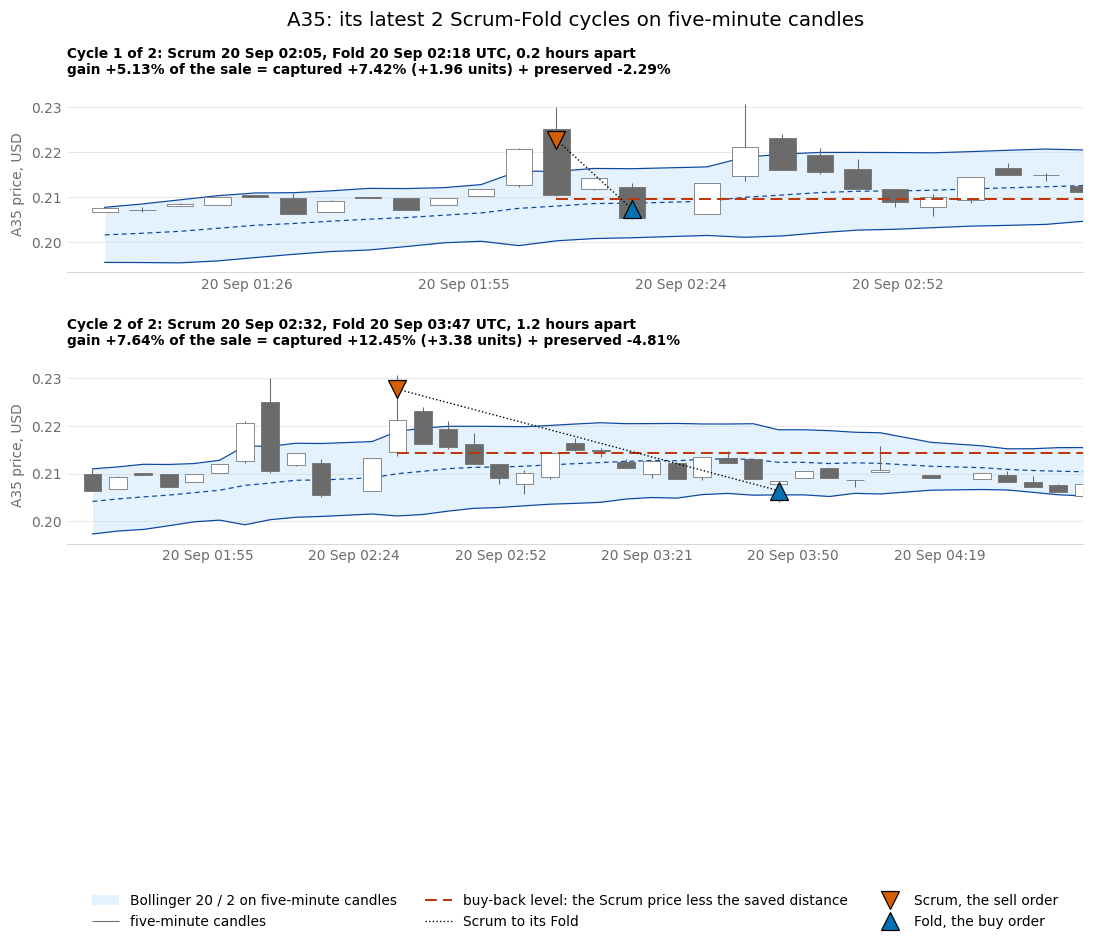 A35: its latest 2 Scrum-Fold cycles on five-minute candles
Cycle 1 of 2: Scrum 20 Sep 02:05, Fold 20 Sep 02:18 UTC, 0.2 hours apart
gain +5.13% of the sale = captured +7.42% (+1.96 units) + preserved -2.29%
A35 price, USD
0.23
0.22
0.21
0.20
20 Sep 01:26
20 Sep 01:55
20 Sep 02:24
20 Sep 02:52
Cycle 2 of 2: Scrum 20 Sep 02:32, Fold 20 Sep 03:47 UTC, 1.2 hours apart
gain +7.64% of the sale = captured +12.45% (+3.38 units) + preserved -4.81%
A35 price, USD
0.23
0.22
0.21
0.20
20 Sep 01:55
20 Sep 02:24
20 Sep 02:52
20 Sep 03:21
20 Sep 03:50
20 Sep 04:19
Bollinger 20 / 2 on five-minute candles
five-minute candles
buy-back level: the Scrum price less the saved distance
Scrum to its Fold
Scrum, the sell order
Fold, the buy order